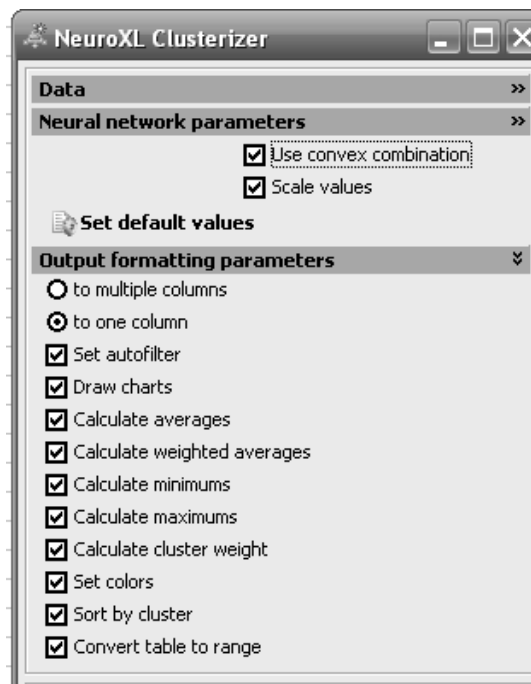 NeuroXL Clusterizer
Data
Neural network parameters
Use convex combination
Scale values
Set default values
Output formatting parameters
to multiple columns
to one column
Set autofilter
Draw charts
Calculate averages
Calculate weighted averages
Calculate minimums
Calculate maximums
Calculate cluster weight
Set colors
Sort by cluster
Convert table to range